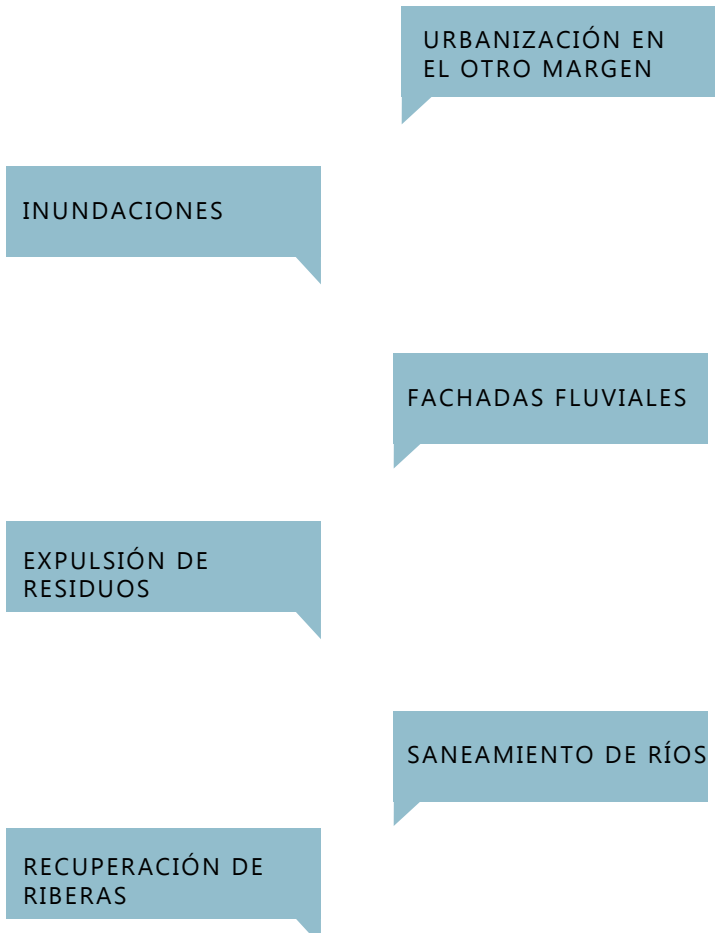 URBANIZACIÓN EN
EL OTRO MARGEN
INUNDACIONES
FACHADAS FLUVIALES
EXPULSIÓN DE
RESIDUOS
SANEAMIENTO DE RÍOS
RECUPERACIÓN DE
RIBERAS